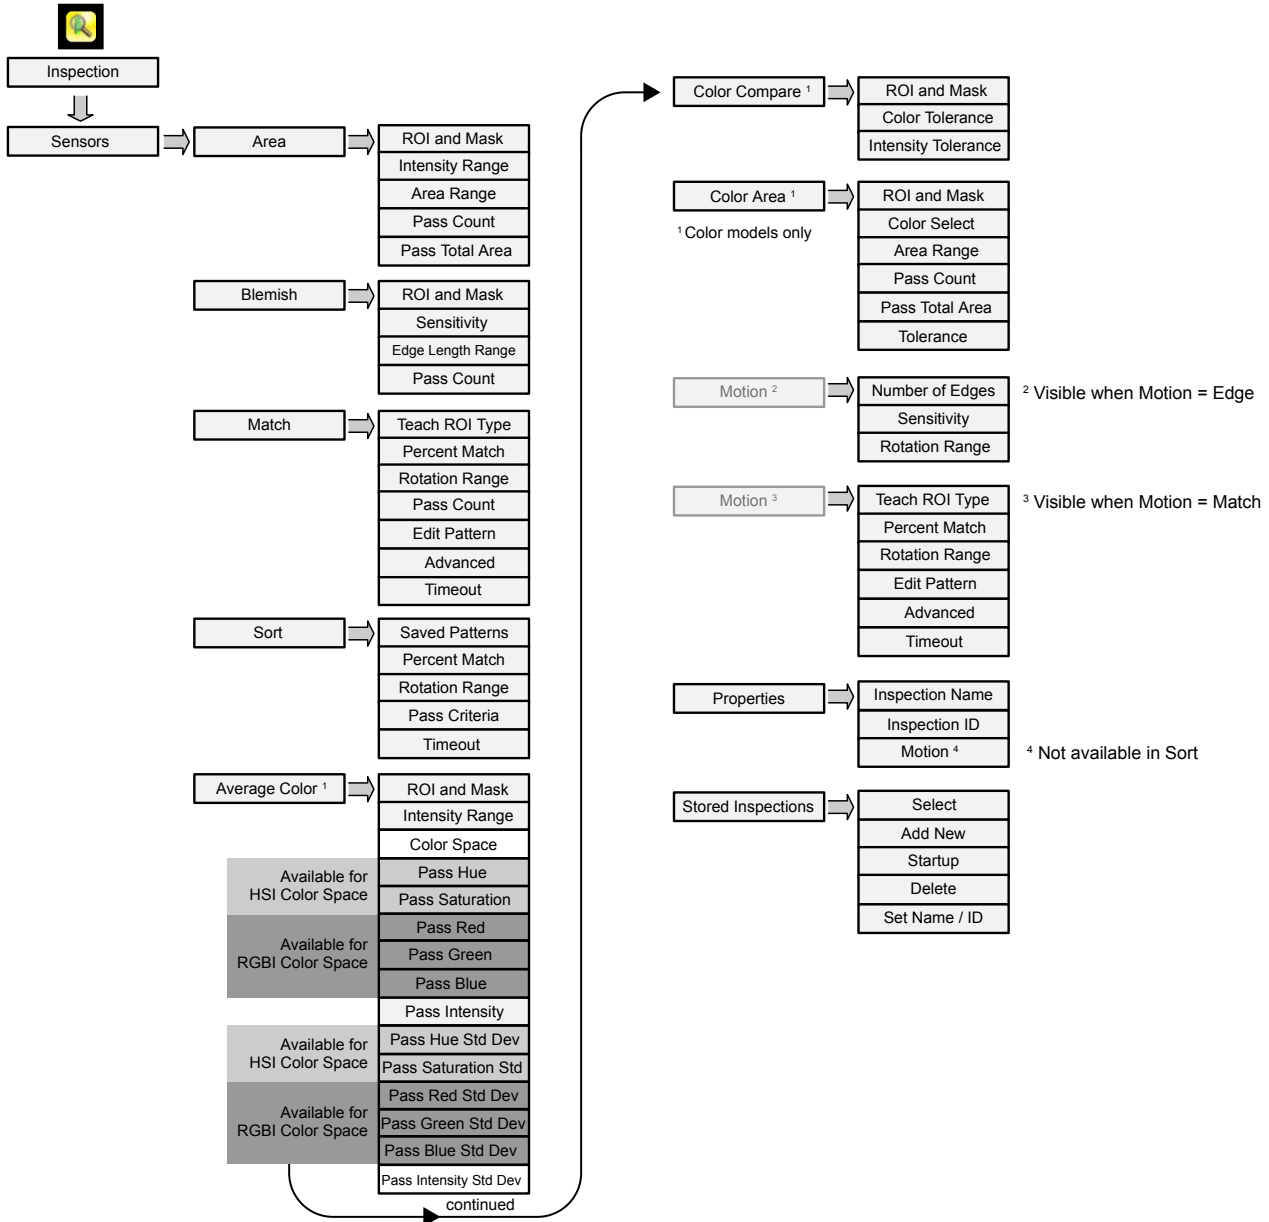 Inspection
Sensors
Area
ROI and Mask
Intensity Range
Area Range
Pass Count
Pass Total Area
Blemish
ROI and Mask
Sensitivity
Edge Length Range
Pass Count
Match
Teach ROI Type
Percent Match
Rotation Range
Pass Count
Edit Pattern
Advanced
Timeout
Sort
Saved Patterns
Percent Match
Rotation Range
Pass Criteria
Timeout
Average Color ¹
ROI and Mask
Intensity Range
Color Space
Available for
HSI Color Space
Pass Hue
Pass Saturation
Available for
RGBI Color Space
Pass Red
Pass Green
Pass Blue
Pass Intensity
Available for
HSI Color Space
Pass Hue Std Dev
Pass Saturation Std
Available for
RGBI Color Space
Pass Red Std Dev
Pass Green Std Dev
Pass Blue Std Dev
Pass Intensity Std Dev
continued
Color Compare ¹
ROI and Mask
Color Tolerance
Intensity Tolerance
Color Area ¹
¹ Color models only
ROI and Mask
Color Select
Area Range
Pass Count
Pass Total Area
Tolerance
Motion ²
Number of Edges
Sensitivity
Rotation Range
² Visible when Motion = Edge
Motion ³
Teach ROI Type
Percent Match
Rotation Range
Edit Pattern
Advanced
Timeout
³ Visible when Motion = Match
Properties
Inspection Name
Inspection ID
Motion ⁴
⁴ Not available in Sort
Stored Inspections
Select
Add New
Startup
Delete
Set Name / ID